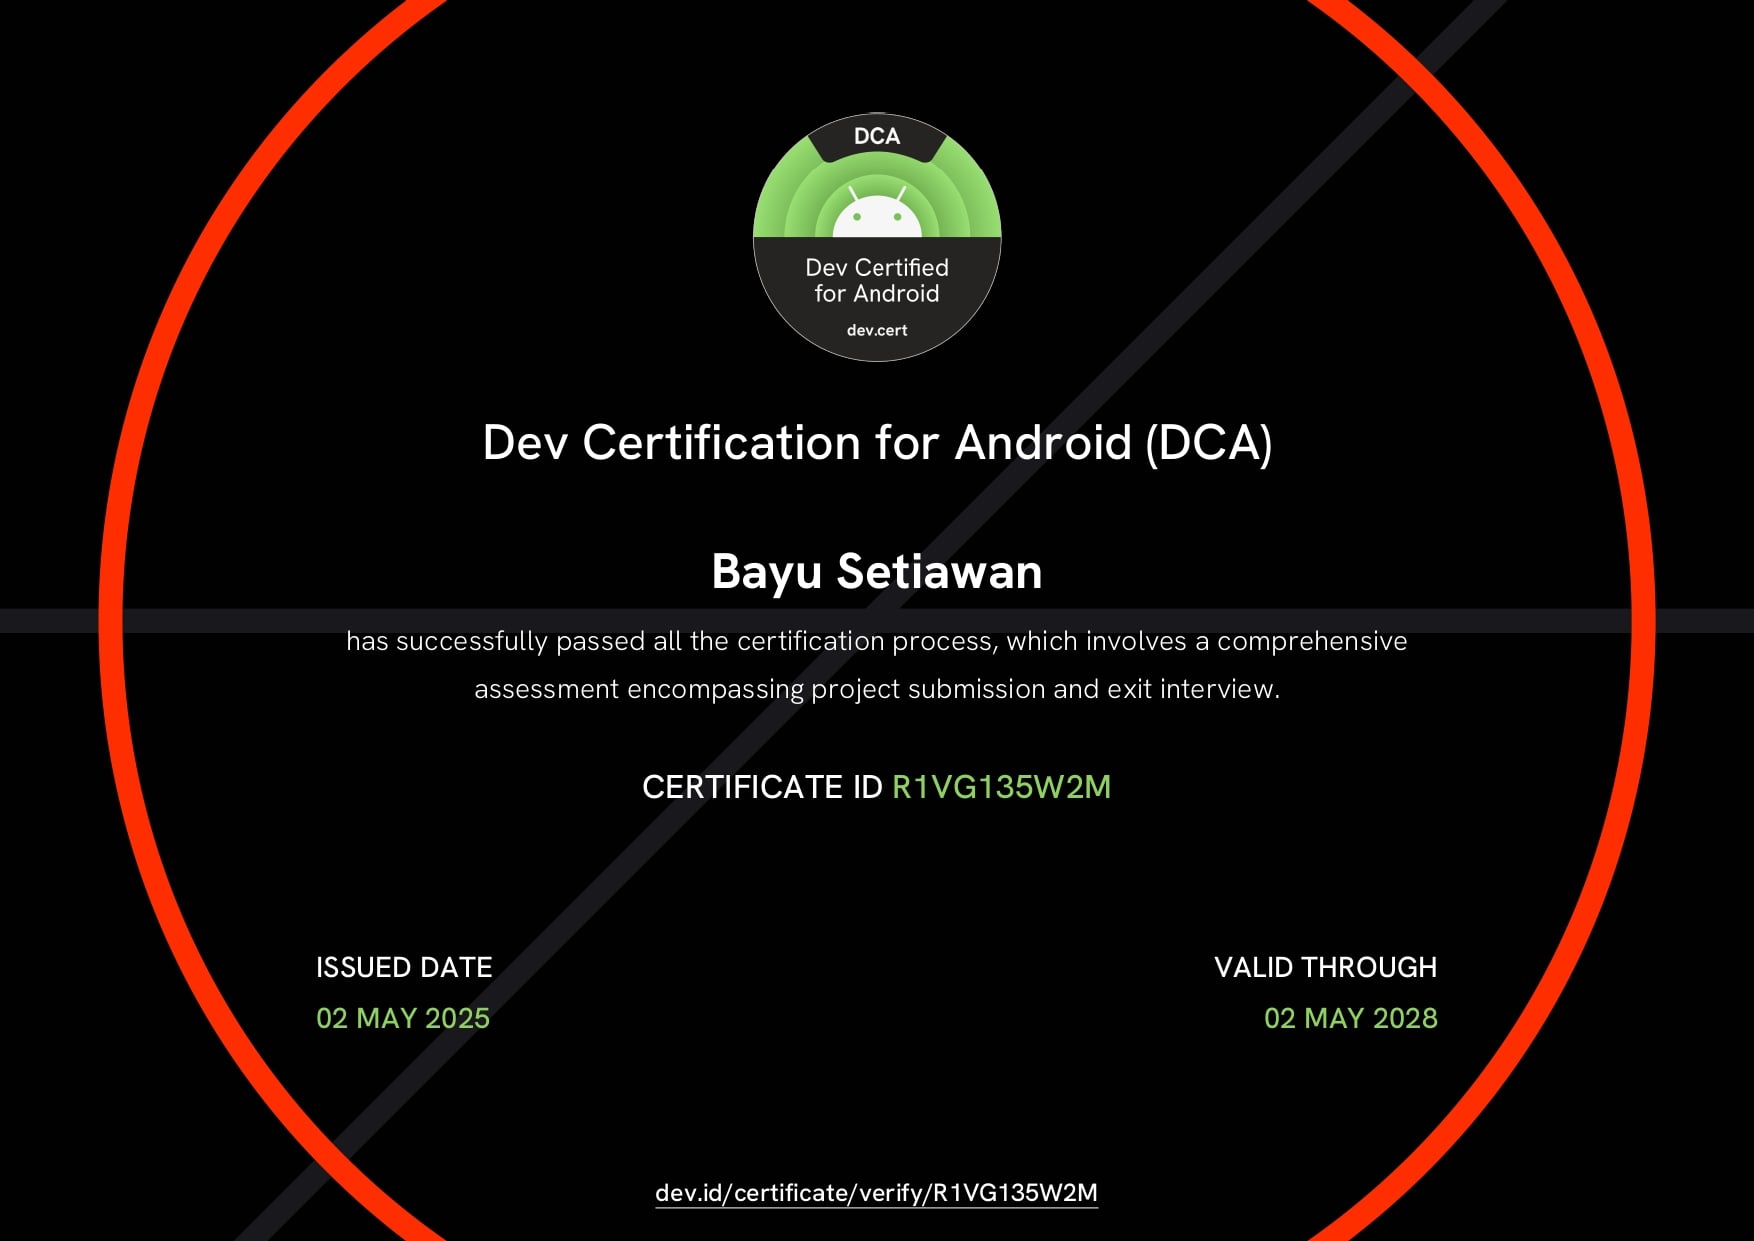 DCA
Dev Certified
for Android
dev.cert
Dev Certification for Android (DCA)
Bayu Setiawan
has successfully passed all the certification process, which involves a comprehensive
assessment encompassing project submission and exit interview.
CERTIFICATE ID R1VG135W2M
ISSUED DATE
02 MAY 2025
VALID THROUGH
02 MAY 2028
dev.id/certificate/verify/R1VG135W2M